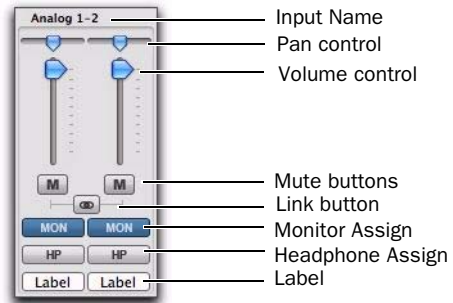 Analog 1-2
Input Name
Pan control
Volume control
M M
Mute buttons
Link button
MON MON
Monitor Assign
HP HP
Headphone Assign
Label Label
Label